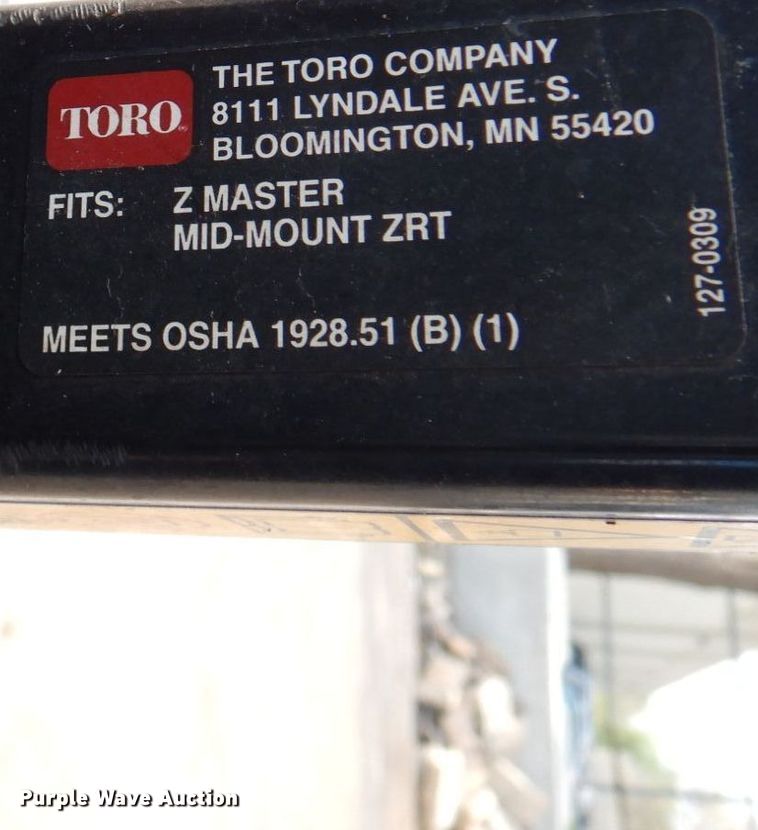 TORO
THE TORO COMPANY
8111 LYNDALE AVE. S.
BLOOMINGTON, MN 55420
FITS: Z MASTER
MID-MOUNT ZRT
127-0309
MEETS OSHA 1928.51 (B) (1)
Purple Wave Auction